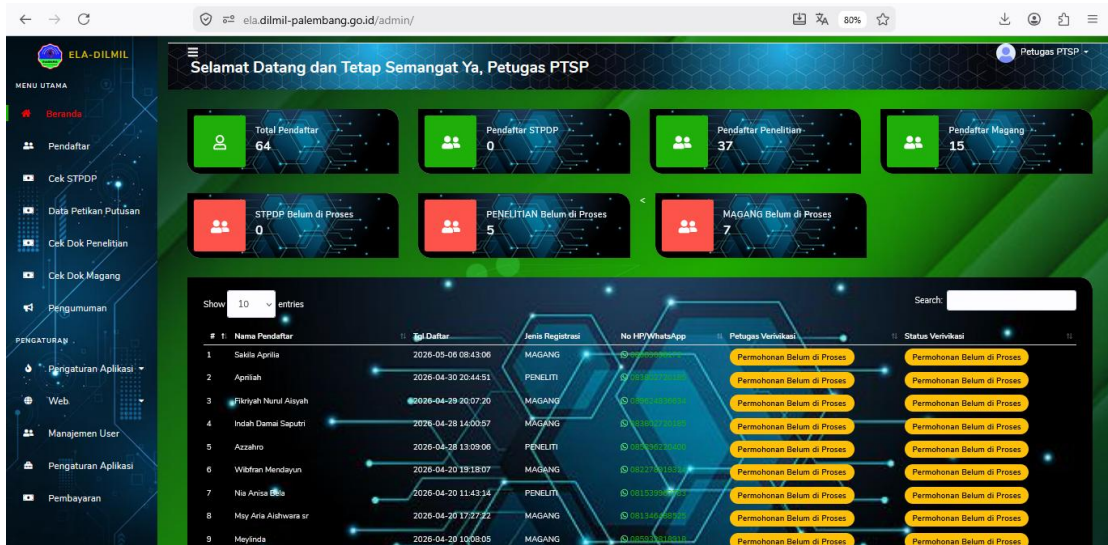 ela.dilmil-palembang.go.id/admin/
80%
ELA-DILMIL
Petugas PTSP
Selamat Datang dan Tetap Semangat Ya, Petugas PTSP
MENU UTAMA
Beranda
Pendaftar
Cek STPDP
Data Petikan Putusan
Cek Dok Penelitian
Cek Dok Magang
Pengumuman
PENGATURAN
Pengaturan Aplikasi
Web
Manajemen User
Pengaturan Aplikasi
Pembayaran
Total Pendaftar
64
Pendaftar STPDP
0
Pendaftar Penelitian
37
Pendaftar Magang
15
STPDP Belum di Proses
0
PENELITIAN Belum di Proses
5
<
MAGANG Belum di Proses
7
Show 10 entries
Search:
# Nama Pendaftar Tgl Daftar Jenis Registrasi No HP/WhatsApp Petugas Verivikasi Status Verivikasi
1 Sakila Aprilia 2026-05-06 08:43:06 MAGANG Permohonan Belum di Proses Permohonan Belum di Proses
2 Apriliah 2026-04-30 20:44:51 PENELITI Permohonan Belum di Proses Permohonan Belum di Proses
3 Fikriyah Nurul Aisyah 2026-04-29 20:07:20 MAGANG Permohonan Belum di Proses Permohonan Belum di Proses
4 Indah Damai Saputri 2026-04-28 14:00:57 MAGANG Permohonan Belum di Proses Permohonan Belum di Proses
5 Azzahro 2026-04-28 13:09:06 PENELITI Permohonan Belum di Proses Permohonan Belum di Proses
6 Wibfran Mendayun 2026-04-20 19:18:07 MAGANG Permohonan Belum di Proses Permohonan Belum di Proses
7 Nia Anisa Bela 2026-04-20 11:43:14 PENELITI Permohonan Belum di Proses Permohonan Belum di Proses
8 Msy Aria Aishwara sr 2026-04-20 17:27:22 MAGANG Permohonan Belum di Proses Permohonan Belum di Proses
9 Meylinda 2026-04-20 10:08:05 MAGANG Permohonan Belum di Proses Permohonan Belum di Proses